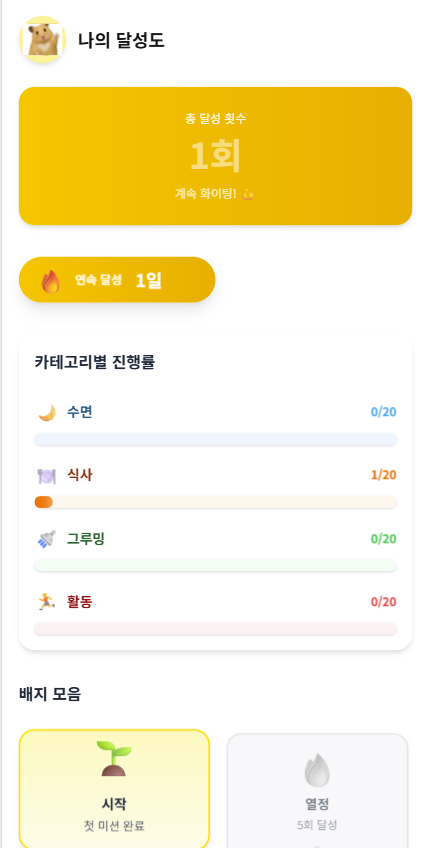 나의 달성도
총 달성 횟수
1회
계속 화이팅! 💪
연속 달성 1일
카테고리별 진행률
수면 0/20
식사 1/20
그루밍 0/20
활동 0/20
배지 모음
시작
첫 미션 완료
열정
5회 달성